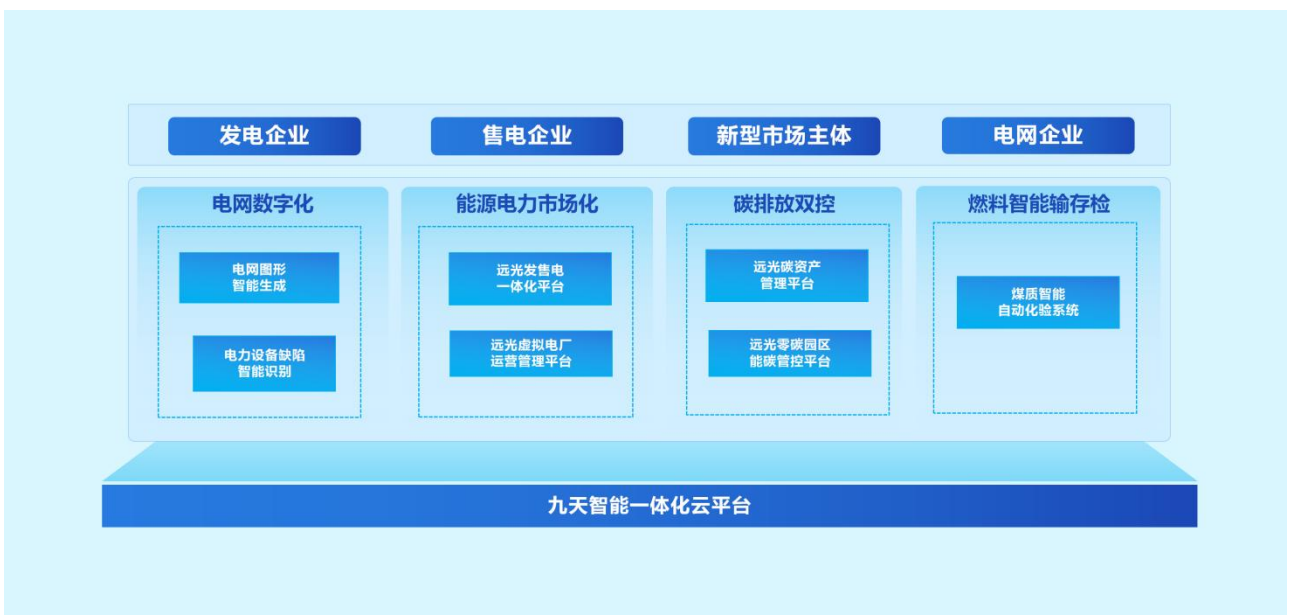 发电企业
售电企业
新型市场主体
电网企业
电网数字化
能源电力市场化
碳排放双控
燃料智能输存检
电网图形
智能生成
电力设备缺陷
智能识别
远光发售电
一体化平台
远光虚拟电厂
运营管理平台
远光碳资产
管理平台
远光零碳园区
能碳管控平台
煤质智能
自动化验系统
九天智能一体化云平台